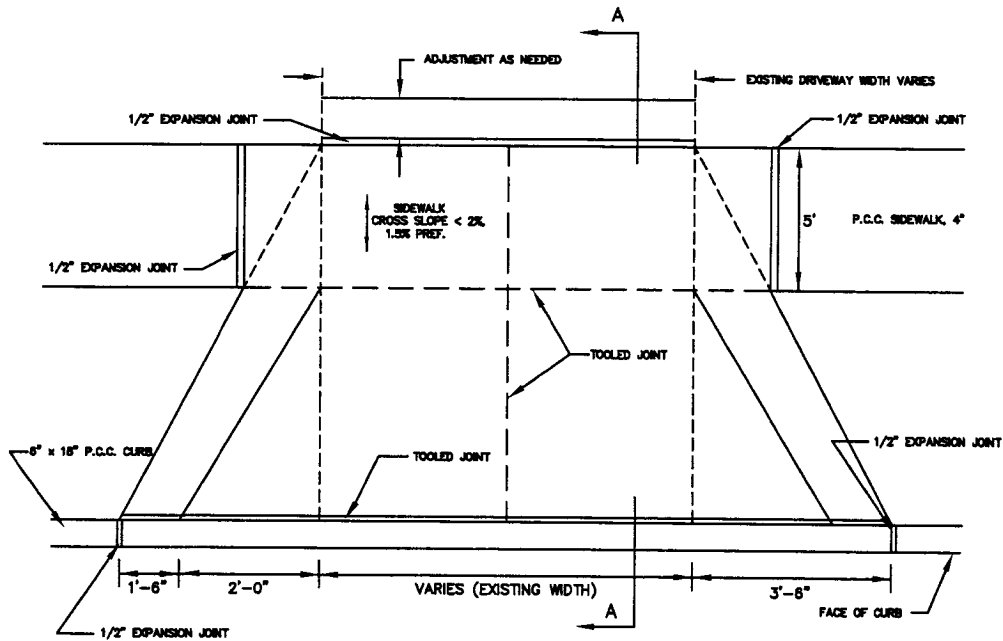 A
ADJUSTMENT AS NEEDED
EXISTING DRIVEWAY WIDTH VARIES
1/2" EXPANSION JOINT
1/2" EXPANSION JOINT
SIDEWALK
CROSS SLOPE < 2%,
1.5% PREF.
5'
P.C.C. SIDEWALK, 4"
1/2" EXPANSION JOINT
TOOLED JOINT
1/2" EXPANSION JOINT
6" x 18" P.C.C. CURB
TOOLED JOINT
1'-6"
2'-0"
VARIES (EXISTING WIDTH)
3'-6"
A
FACE OF CURB
1/2" EXPANSION JOINT